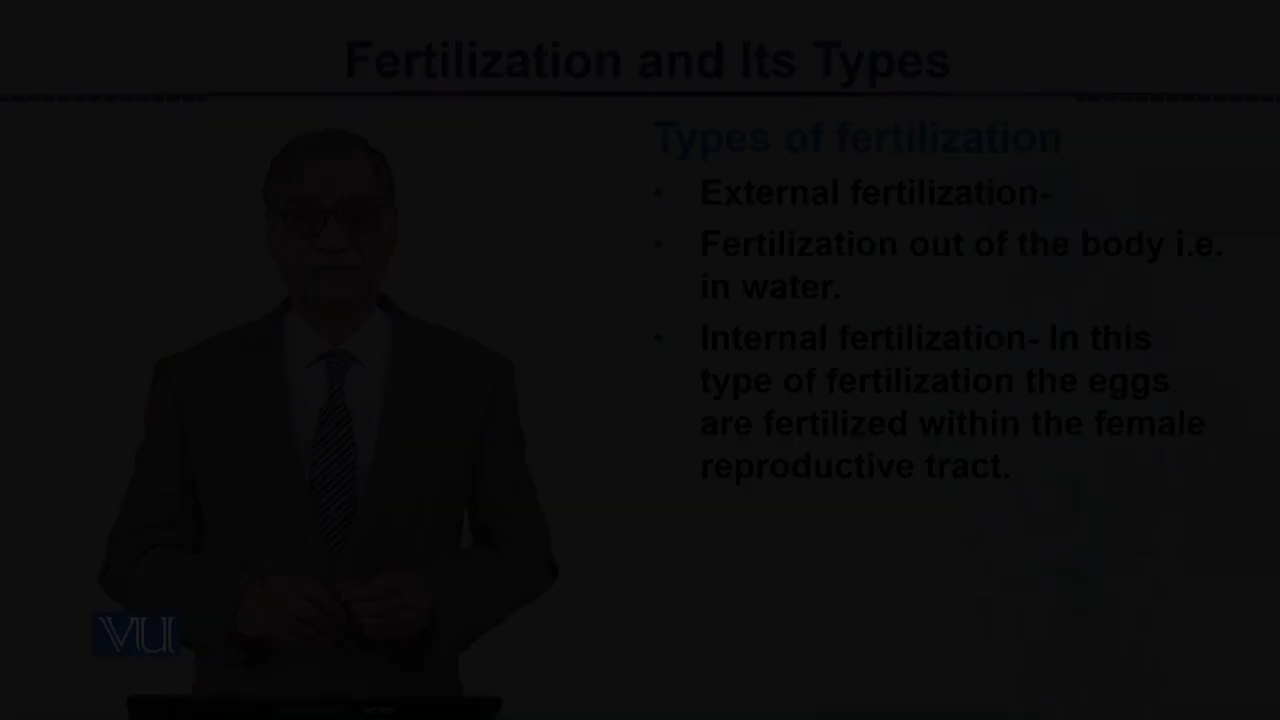 Fertilization and Its Types
Types of fertilization
• External fertilization-
• Fertilization out of the body i.e.
in water.
• Internal fertilization- In this
type of fertilization the eggs
are fertilized within the female
reproductive tract.
VU